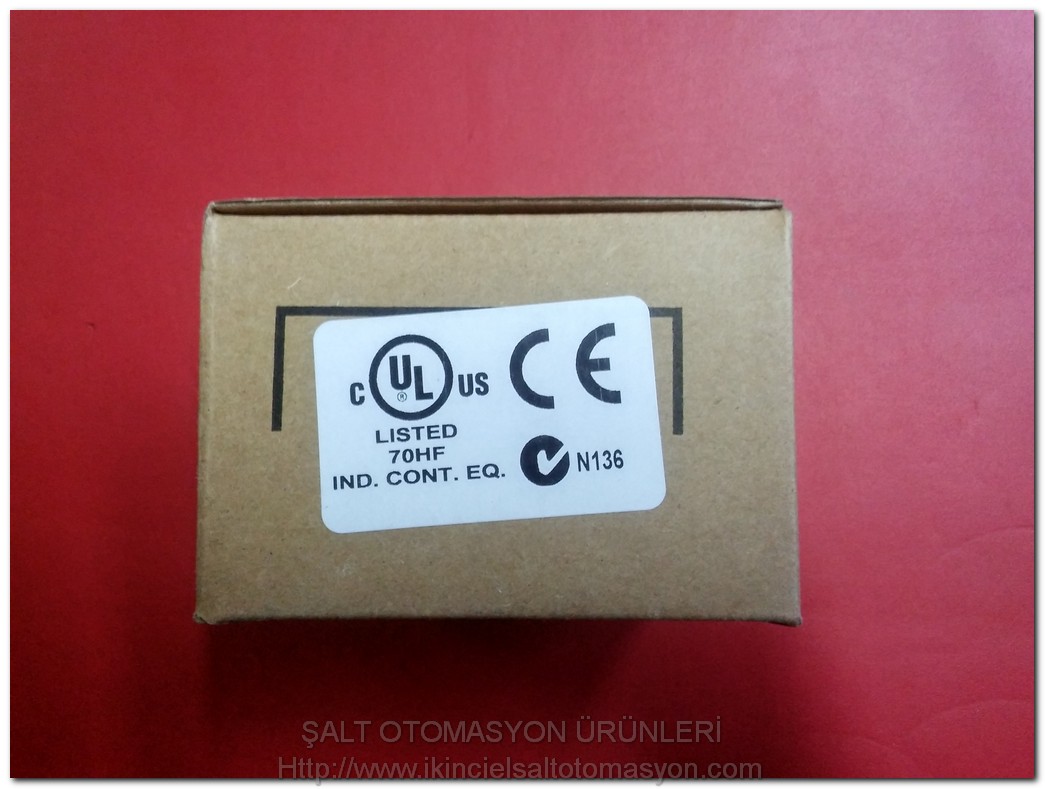 C UL® US CE
LISTED
70HF
IND. CONT. EQ.
N136
ŞALT OTOMASYON ÜRÜNLERİ
Http://www.ikincielsaltotomasyon.com